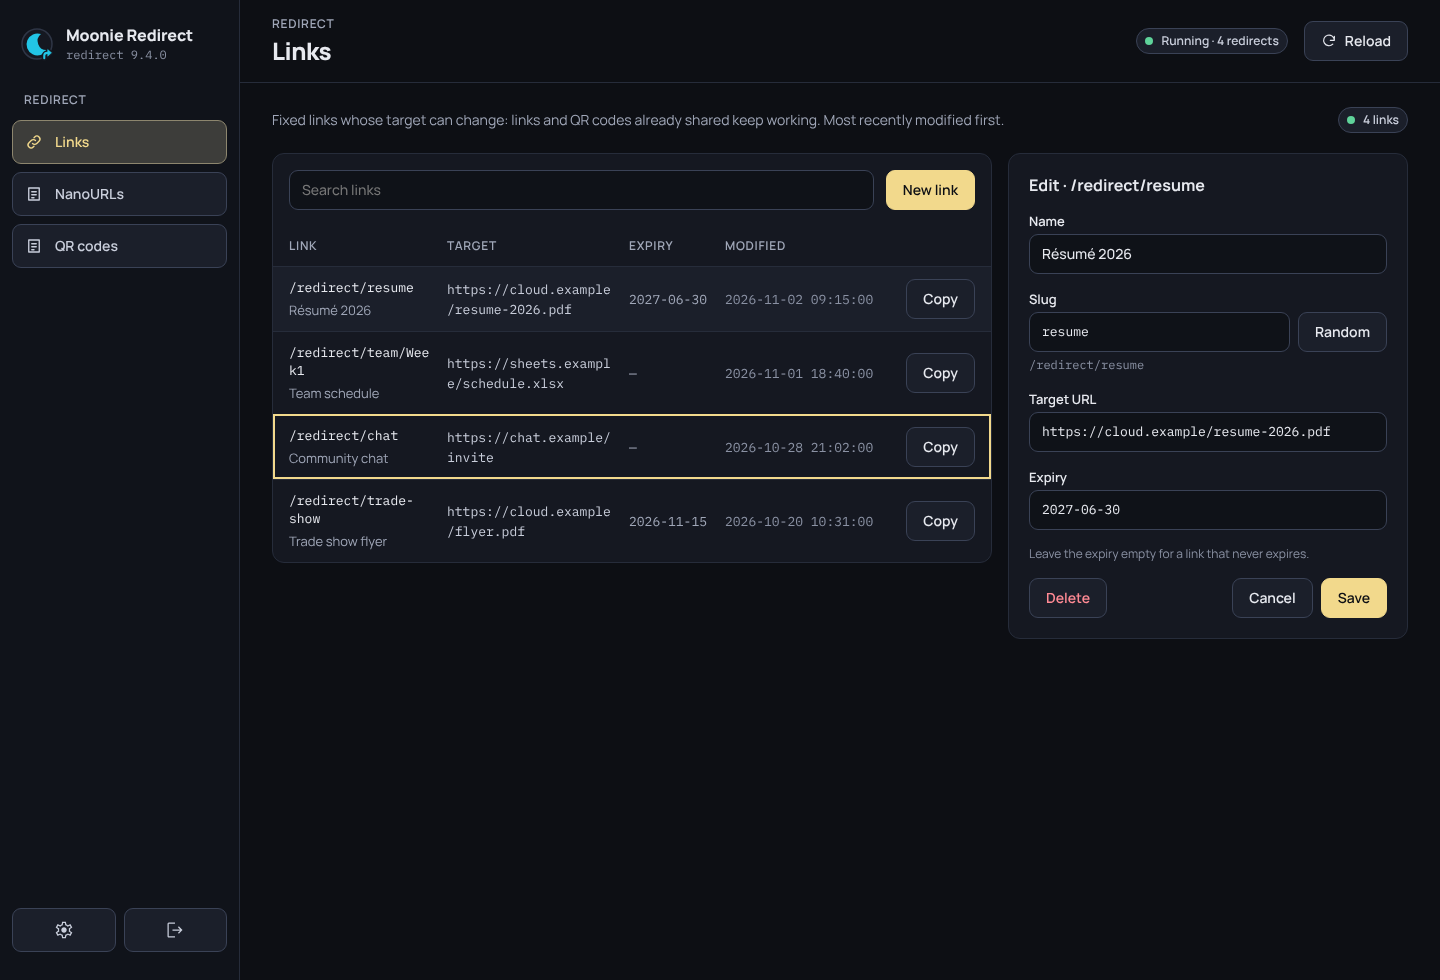 Moonie Redirect
redirect 9.4.0
REDIRECT
Links
NanoURLs
QR codes
REDIRECT
Links
Running · 4 redirects
Reload
Fixed links whose target can change: links and QR codes already shared keep working. Most recently modified first.
4 links
Search links
New link
LINK TARGET EXPIRY MODIFIED
/redirect/resume
Résumé 2026
https://cloud.example
/resume-2026.pdf
2027-06-30
2026-11-02 09:15:00
Copy
/redirect/team/Wee
k1
Team schedule
https://sheets.exampl
e/schedule.xlsx
—
2026-11-01 18:40:00
Copy
/redirect/chat
Community chat
https://chat.example/
invite
—
2026-10-28 21:02:00
Copy
/redirect/trade-
show
Trade show flyer
https://cloud.example
/flyer.pdf
2026-11-15
2026-10-20 10:31:00
Copy
Edit · /redirect/resume
Name
Résumé 2026
Slug
resume
Random
/redirect/resume
Target URL
https://cloud.example/resume-2026.pdf
Expiry
2027-06-30
Leave the expiry empty for a link that never expires.
Delete
Cancel
Save